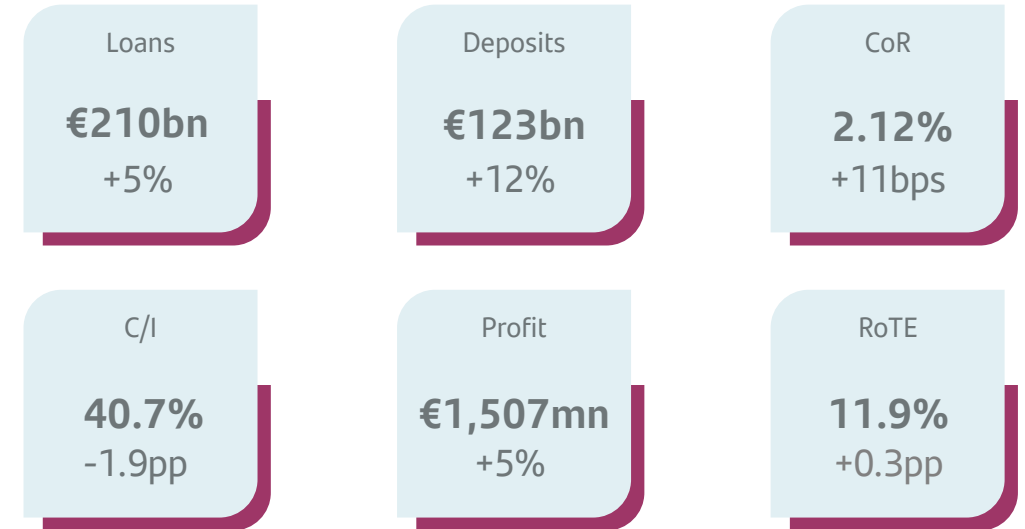 Loans
€210bn
+5%
Deposits
€123bn
+12%
CoR
2.12%
+11bps
C/I
40.7%
-1.9pp
Profit
€1,507mn
+5%
RoTE
11.9%
+0.3pp